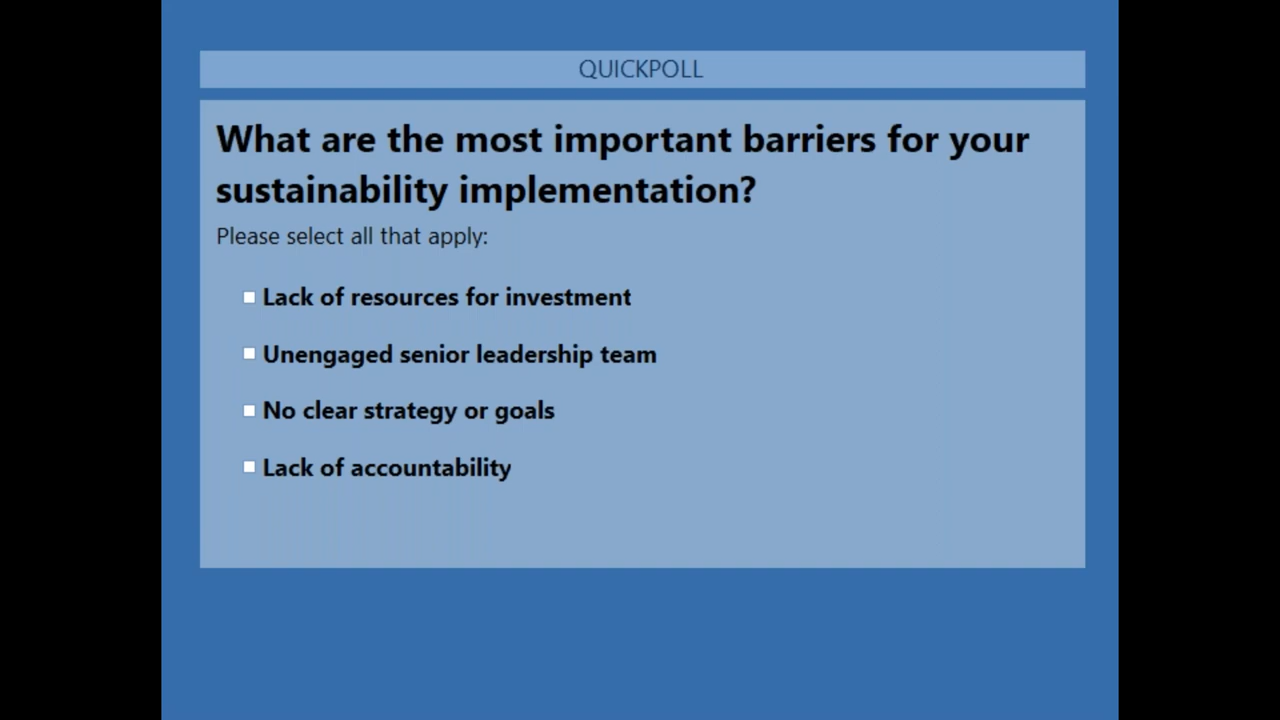 QUICKPOLL
What are the most important barriers for your
sustainability implementation?
Please select all that apply:
Lack of resources for investment
Unengaged senior leadership team
No clear strategy or goals
Lack of accountability